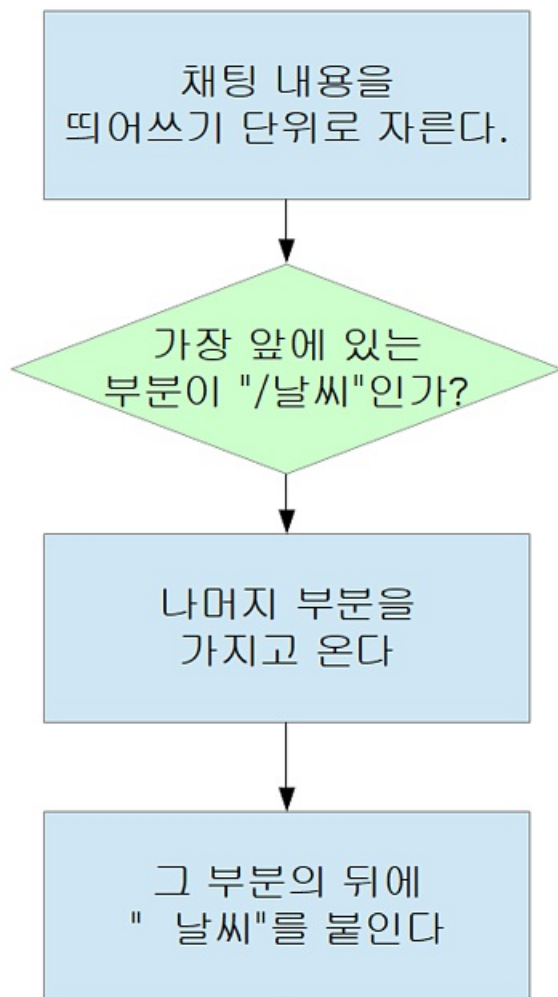 채팅 내용을
띄어쓰기 단위로 자른다.
가장 앞에 있는
부분이 "/날씨"인가?
나머지 부분을
가지고 온다
그 부분의 뒤에
"  날씨"를 붙인다